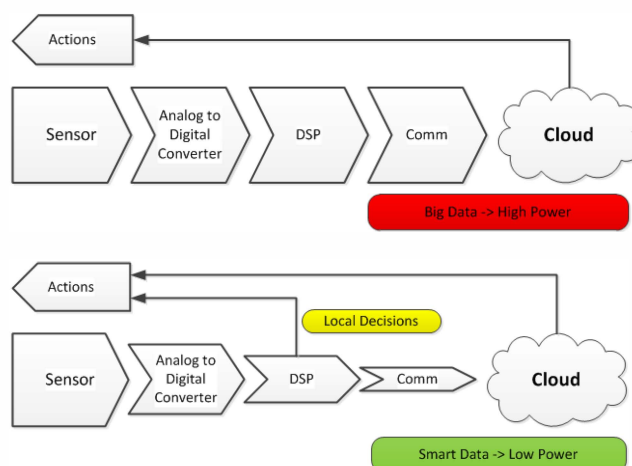 Actions
Sensor
Analog to
Digital
Converter
DSP
Comm
Cloud
Big Data -> High Power
Actions
Local Decisions
Sensor
Analog to
Digital
Converter
DSP
Comm
Cloud
Smart Data -> Low Power